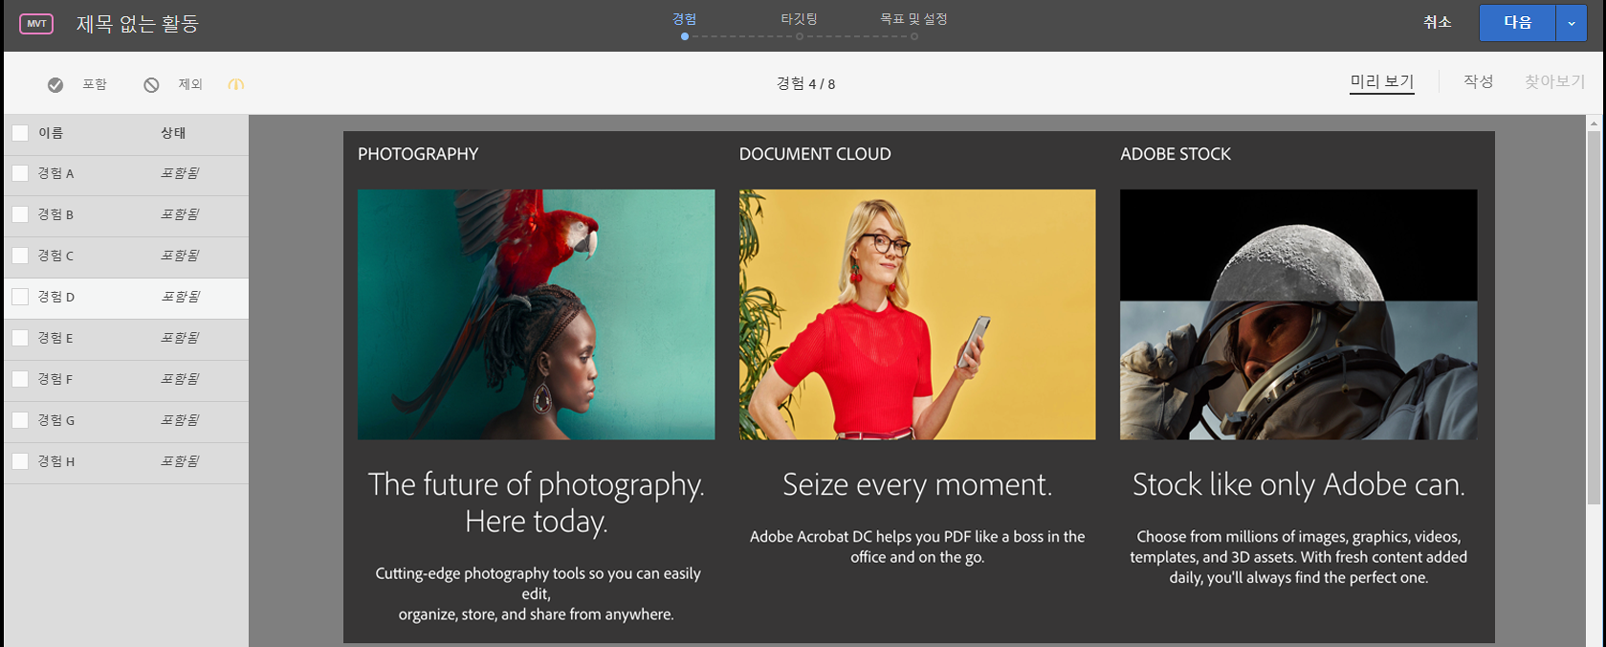 MVT 제목 없는 활동
경험 타깃팅 목표 및 설정
취소 다음
포함 제외
경험 4 / 8
미리 보기 작성 찾아보기
이름 상태
경험 A 포함됨
경험 B 포함됨
경험 C 포함됨
경험 D 포함됨
경험 E 포함됨
경험 F 포함됨
경험 G 포함됨
경험 H 포함됨
PHOTOGRAPHY
The future of photography.
Here today.
Cutting-edge photography tools so you can easily
edit,
organize, store, and share from anywhere.
DOCUMENT CLOUD
Seize every moment.
Adobe Acrobat DC helps you PDF like a boss in the
office and on the go.
ADOBE STOCK
Stock like only Adobe can.
Choose from millions of images, graphics, videos,
templates, and 3D assets. With fresh content added
daily, you'll always find the perfect one.